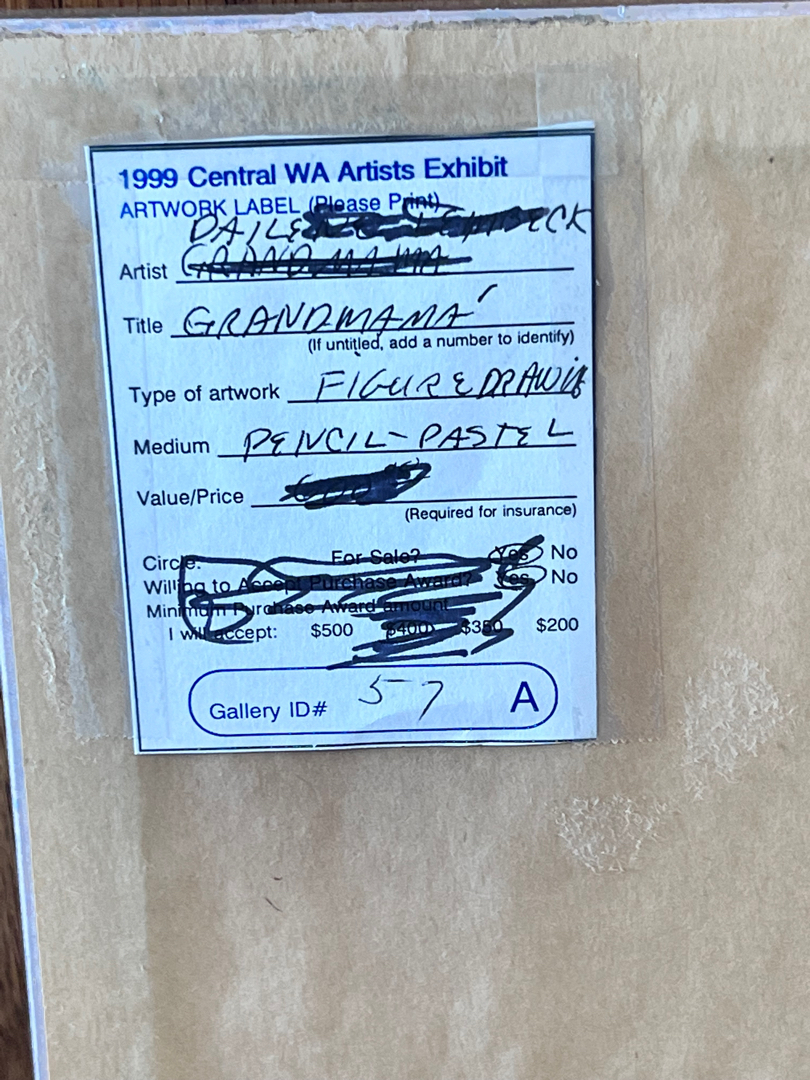 1999 Central WA Artists Exhibit
ARTWORK LABEL (Please Print)
Artist GRANDMAMA
Title GRANDMAMA'
(If untitled, add a number to identify)
Type of artwork FIGURE DRAWING
Medium PENCIL-PASTEL
Value/Price
(Required for insurance)
Circle: For Sale? Yes No
Willing to Accept Purchase Award? Yes No
Minimum Purchase Award amount
I will accept: $500 $400 $350 $200
Gallery ID# 57 A